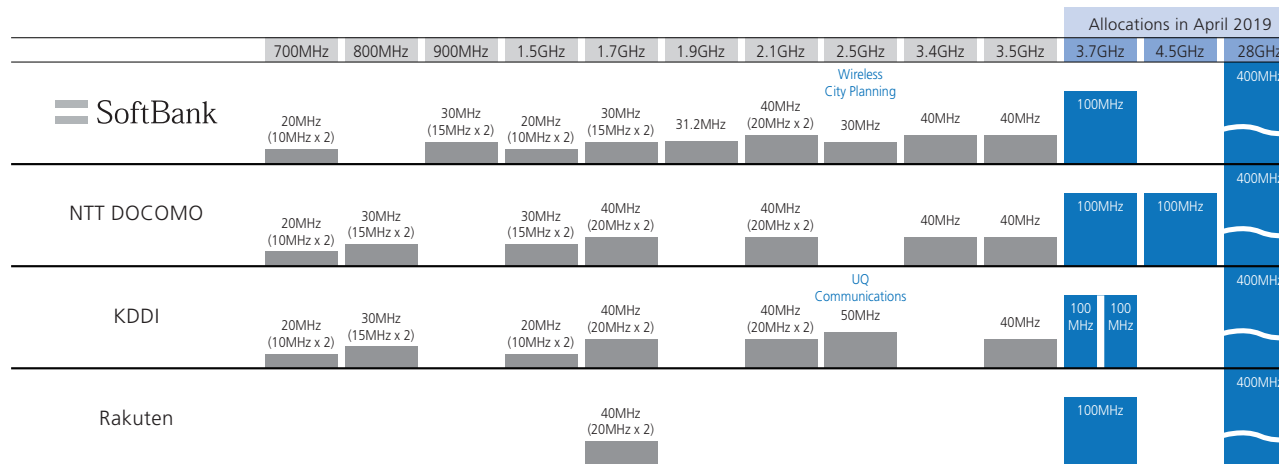 Allocations in April 2019
700MHz 800MHz 900MHz 1.5GHz 1.7GHz 1.9GHz 2.1GHz 2.5GHz 3.4GHz 3.5GHz 3.7GHz 4.5GHz 28GHz
SoftBank
20MHz
(10MHz x 2)
30MHz
(15MHz x 2)
20MHz
(10MHz x 2)
30MHz
(15MHz x 2)
31.2MHz
40MHz
(20MHz x 2)
Wireless
City Planning
30MHz
40MHz
40MHz
100MHz
400MHz
NTT DOCOMO
20MHz
(10MHz x 2)
30MHz
(15MHz x 2)
30MHz
(15MHz x 2)
40MHz
(20MHz x 2)
40MHz
(20MHz x 2)
40MHz
40MHz
100MHz
100MHz
400MHz
KDDI
20MHz
(10MHz x 2)
30MHz
(15MHz x 2)
20MHz
(10MHz x 2)
40MHz
(20MHz x 2)
40MHz
(20MHz x 2)
UQ
Communications
50MHz
40MHz
100
MHz
100
MHz
400MHz
Rakuten
40MHz
(20MHz x 2)
100MHz
400MHz